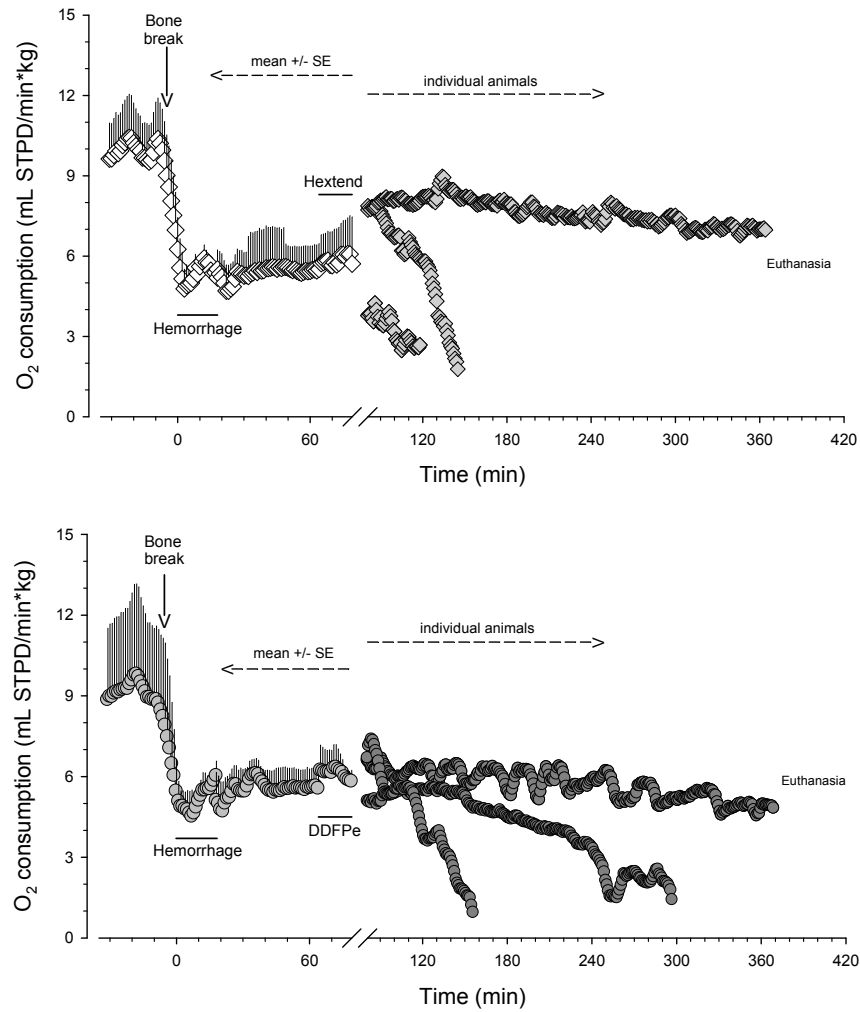 15
12
9
6
3
0
O2 consumption (mL STPD/min*kg)
Bone
break
mean +/- SE
individual animals
Hextend
Hemorrhage
Euthanasia
0
60
120
180
240
300
360
420
Time (min)
15
12
9
6
3
0
O2 consumption (mL STPD/min*kg)
Bone
break
mean +/- SE
individual animals
Hemorrhage
DDFPe
Euthanasia
0
60
120
180
240
300
360
420
Time (min)